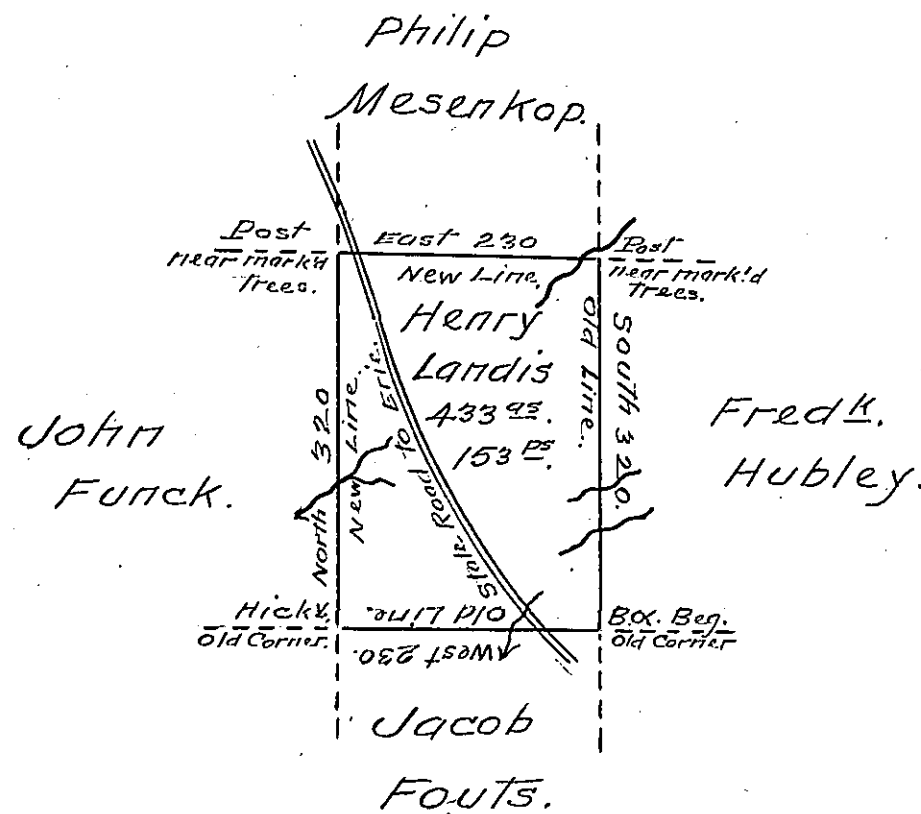 Philip
Mesenkop.
Post
near mark'd
Trees.
East 230
New Line.
Post
near mark'd
Trees.
Henry
Landis
433 as.
153 ps.
John
Funck.
North 320
New Line.
State Road to Erie.
Old Line.
South 320.
Fredk.
Hubley.
Hicky.
Old Corner.
Old Line.
West 230.
B.O. Beg.
Old Corner
Jacob
Fouts.